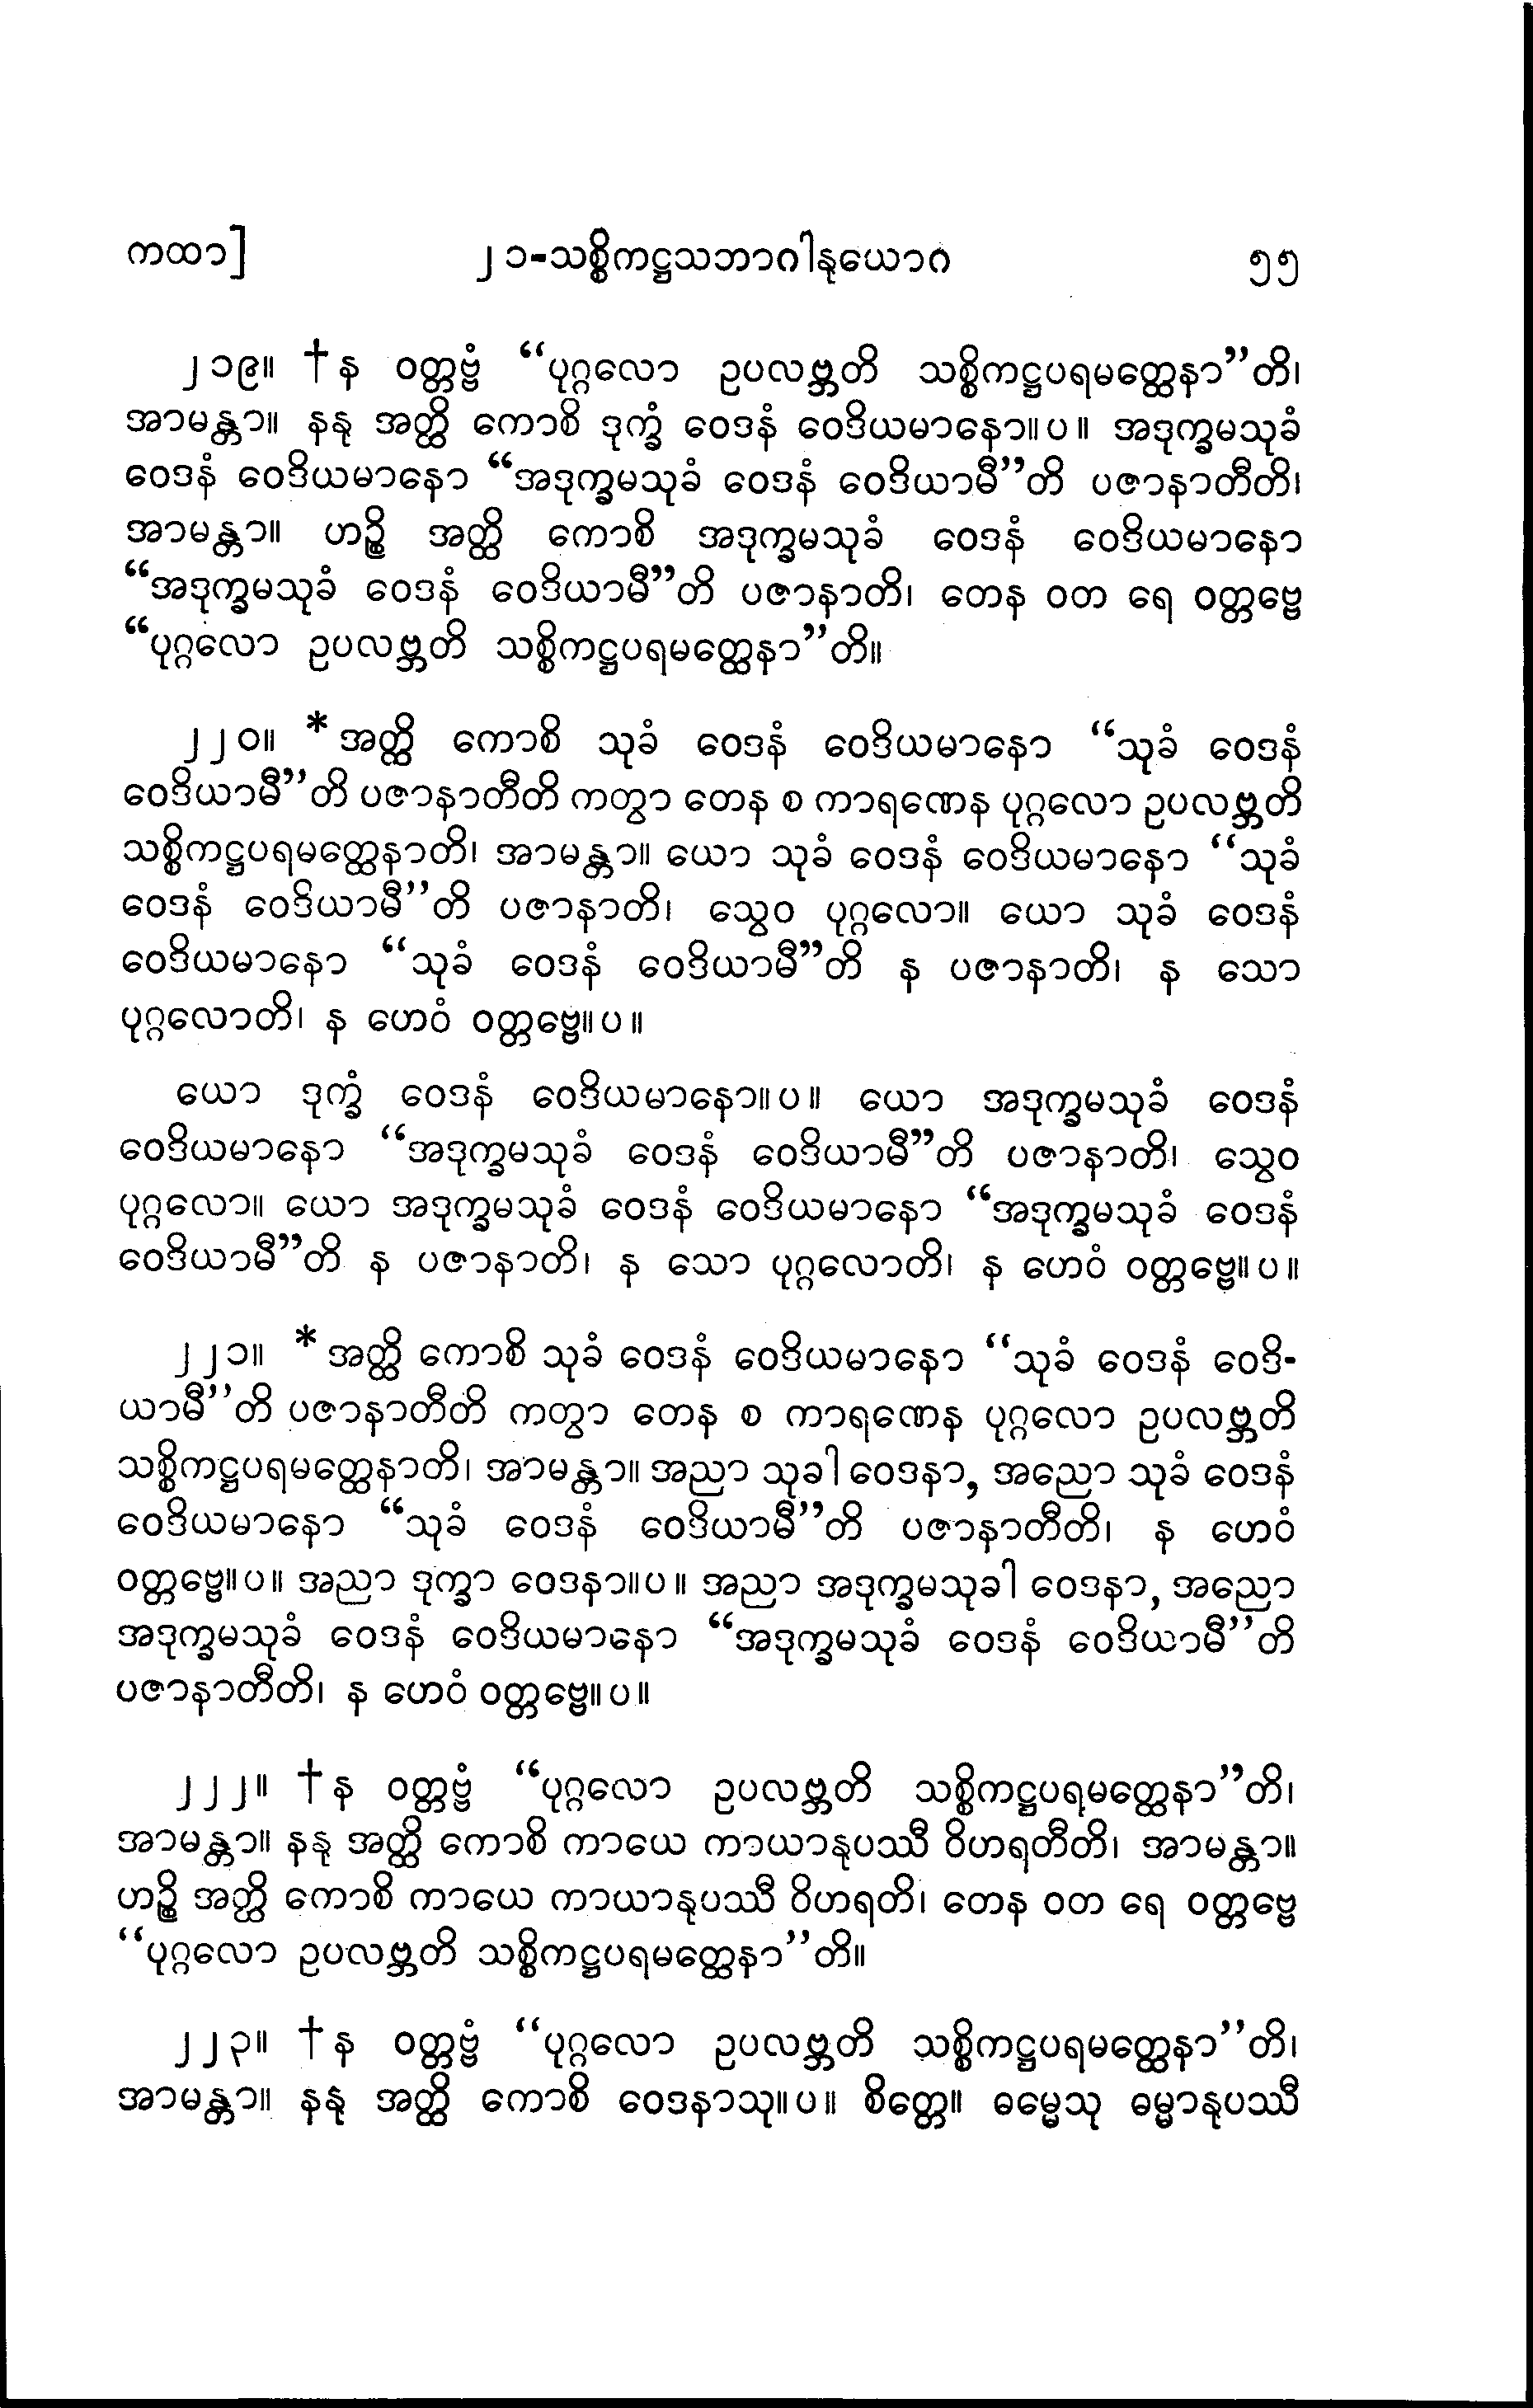 ကထာ] ၂၁-သစ္စိကဋ္ဌသဘာဂါနုယောဂ ၅၅
၂၁၉။ †န ဝတ္တဗ္ဗံ “ပုဂ္ဂလော ဥပလဗ္ဘတိ သစ္စိကဋ္ဌပရမတ္ထေနာ”တိ၊
အာမန္တာ။ နနု အတ္ထိ ကောစိ ဒုက္ခံ ဝေဒနံ ဝေဒိယမာနော။ပ။ အဒုက္ခမသုခံ
ဝေဒနံ ဝေဒိယမာနော “အဒုက္ခမသုခံ ဝေဒနံ ဝေဒိယာမီ”တိ ပဇာနာတီတိ၊
အာမန္တာ။ ဟဉ္စိ အတ္ထိ ကောစိ အဒုက္ခမသုခံ ဝေဒနံ ဝေဒိယမာနော
“အဒုက္ခမသုခံ ဝေဒနံ ဝေဒိယာမီ”တိ ပဇာနာတိ၊ တေန ဝတ ရေ ဝတ္တဗ္ဗေ
“ပုဂ္ဂလော ဥပလဗ္ဘတိ သစ္စိကဋ္ဌပရမတ္ထေနာ”တိ။
၂၂၀။ *အတ္ထိ ကောစိ သုခံ ဝေဒနံ ဝေဒိယမာနော “သုခံ ဝေဒနံ
ဝေဒိယာမီ”တိ ပဇာနာတီတိ ကတွာ တေန စ ကာရဏေန ပုဂ္ဂလော ဥပလဗ္ဘတိ
သစ္စိကဋ္ဌပရမတ္ထေနာတိ၊ အာမန္တာ။ ယော သုခံ ဝေဒနံ ဝေဒိယမာနော “သုခံ
ဝေဒနံ ဝေဒိယာမီ”တိ ပဇာနာတိ၊ သွေဝ ပုဂ္ဂလော။ ယော သုခံ ဝေဒနံ
ဝေဒိယမာနော “သုခံ ဝေဒနံ ဝေဒိယာမီ”တိ န ပဇာနာတိ၊ န သော
ပုဂ္ဂလောတိ၊ န ဟေဝံ ဝတ္တဗ္ဗေ။ပ။
ယော ဒုက္ခံ ဝေဒနံ ဝေဒိယမာနော။ပ။ ယော အဒုက္ခမသုခံ ဝေဒနံ
ဝေဒိယမာနော “အဒုက္ခမသုခံ ဝေဒနံ ဝေဒိယာမီ”တိ ပဇာနာတိ၊ သွေဝ
ပုဂ္ဂလော။ ယော အဒုက္ခမသုခံ ဝေဒနံ ဝေဒိယမာနော “အဒုက္ခမသုခံ ဝေဒနံ
ဝေဒိယာမီ”တိ န ပဇာနာတိ၊ န သော ပုဂ္ဂလောတိ၊ န ဟေဝံ ဝတ္တဗ္ဗေ။ပ။
၂၂၁။ *အတ္ထိ ကောစိ သုခံ ဝေဒနံ ဝေဒိယမာနော “သုခံ ဝေဒနံ ဝေဒိ-
ယာမီ”တိ ပဇာနာတီတိ ကတွာ တေန စ ကာရဏေန ပုဂ္ဂလော ဥပလဗ္ဘတိ
သစ္စိကဋ္ဌပရမတ္ထေနာတိ၊ အာမန္တာ။ အညာ သုခါ ဝေဒနာ, အညော သုခံ ဝေဒနံ
ဝေဒိယမာနော “သုခံ ဝေဒနံ ဝေဒိယာမီ”တိ ပဇာနာတီတိ၊ န ဟေဝံ
ဝတ္တဗ္ဗေ။ပ။ အညာ ဒုက္ခာ ဝေဒနာ။ပ။ အညာ အဒုက္ခမသုခါ ဝေဒနာ, အညော
အဒုက္ခမသုခံ ဝေဒနံ ဝေဒိယမာနော “အဒုက္ခမသုခံ ဝေဒနံ ဝေဒိယာမီ”တိ
ပဇာနာတီတိ၊ န ဟေဝံ ဝတ္တဗ္ဗေ။ပ။
၂၂၂။ †န ဝတ္တဗ္ဗံ “ပုဂ္ဂလော ဥပလဗ္ဘတိ သစ္စိကဋ္ဌပရမတ္ထေနာ”တိ၊
အာမန္တာ။ နနု အတ္ထိ ကောစိ ကာယေ ကာယာနုပဿီ ဝိဟရတီတိ၊ အာမန္တာ။
ဟဉ္စိ အတ္ထိ ကောစိ ကာယေ ကာယာနုပဿီ ဝိဟရတိ၊ တေန ဝတ ရေ ဝတ္တဗ္ဗေ
“ပုဂ္ဂလော ဥပလဗ္ဘတိ သစ္စိကဋ္ဌပရမတ္ထေနာ”တိ။
၂၂၃။ †န ဝတ္တဗ္ဗံ “ပုဂ္ဂလော ဥပလဗ္ဘတိ သစ္စိကဋ္ဌပရမတ္ထေနာ”တိ၊
အာမန္တာ။ နနု အတ္ထိ ကောစိ ဝေဒနာသု။ပ။ စိတ္တေ။ ဓမ္မေသု ဓမ္မာနုပဿီ